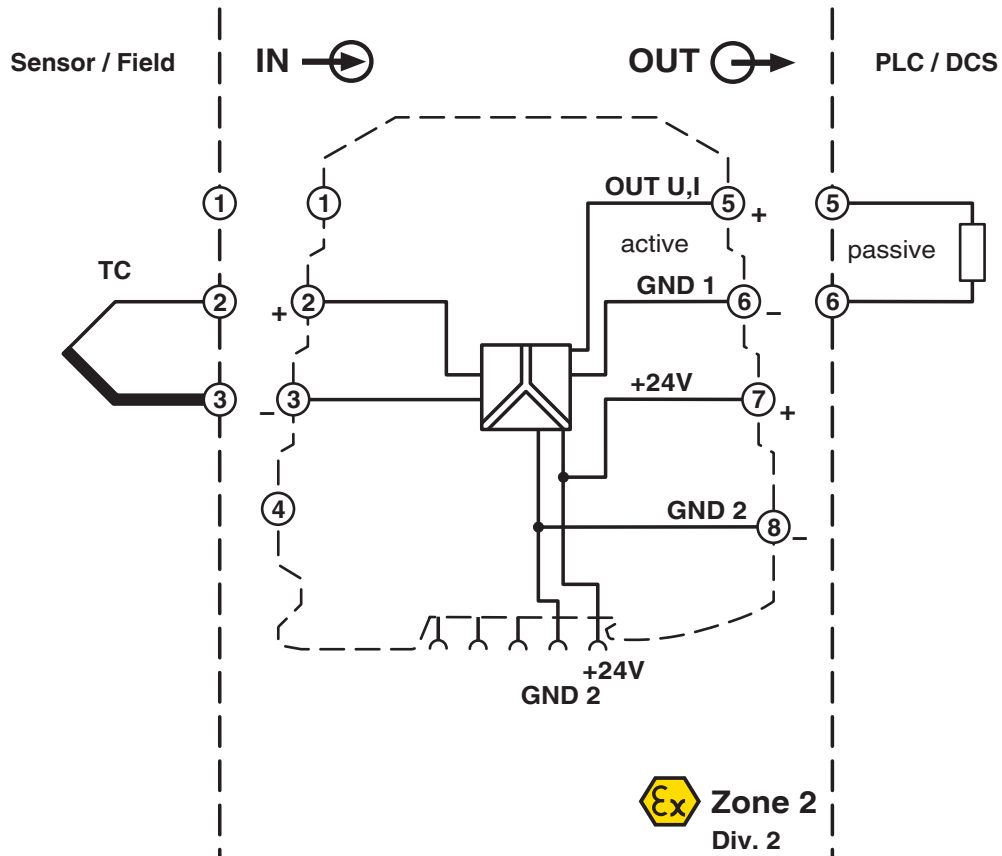 Sensor / Field
IN
OUT
PLC / DCS
1
1
OUT U,I
5
+
5
active
passive
TC
GND 1
2
+
2
6
–
6
+24V
3
–
3
7
+
4
GND 2
8
–
+24V
GND 2
Ex
Zone 2
Div. 2